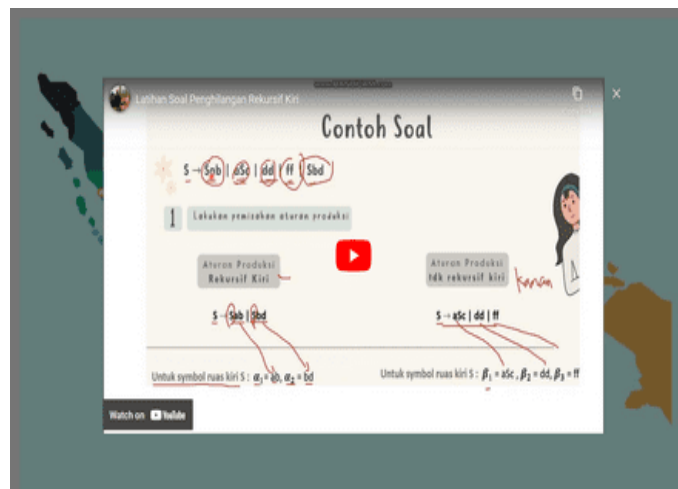 Latihan Soal Penghilangan Rekursif Kiri
Contoh Soal
S → Sab | aSc | dd | ff | Sbd
1 Lakukan pemisahan aturan produksi
Aturan Produksi
Rekursif Kiri
Aturan Produksi
tdk rekursif kiri
kanan
S → Sab | Sbd
S → aSc | dd | ff
Untuk symbol ruas kiri S : α₁ = ab, α₂ = bd
Untuk symbol ruas kiri S : β₁ = aSc , β₂ = dd, β₃ = ff
Watch on YouTube